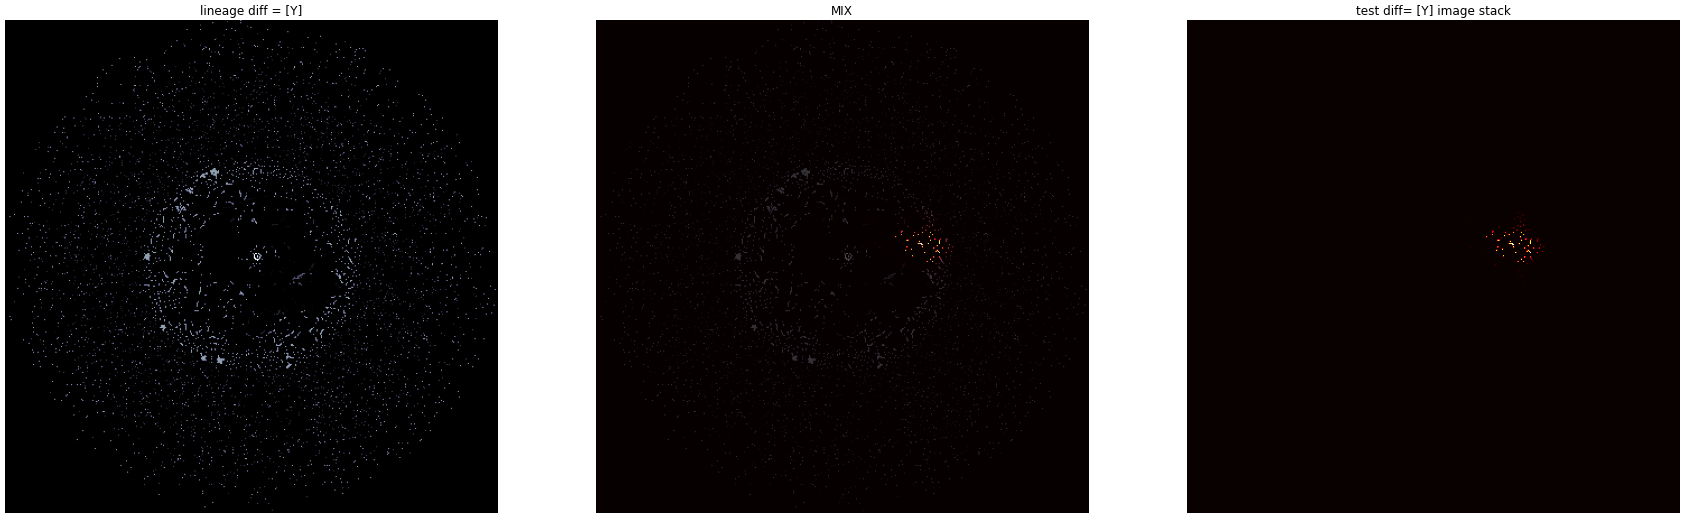 lineage diff = [Y]
MIX
test diff= [Y] image stack